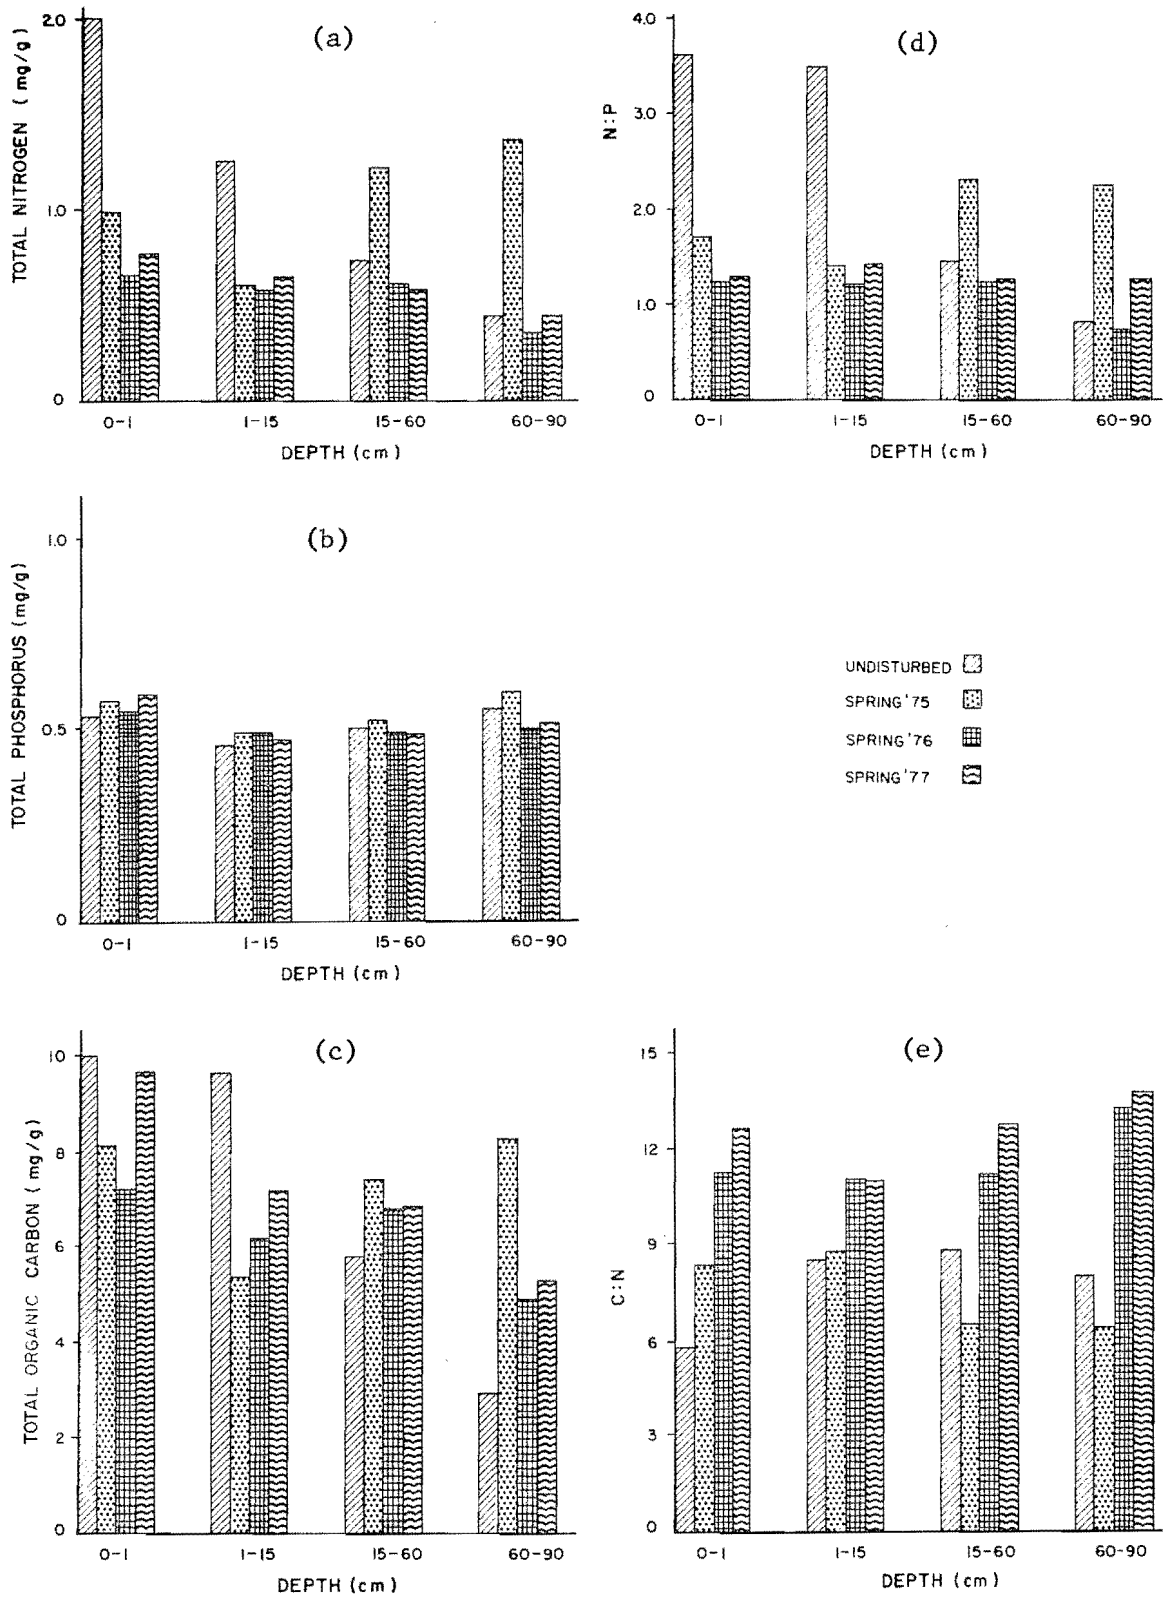 (a)
TOTAL NITROGEN (mg/g)
2.0
1.0
0
0-1 1-15 15-60 60-90
DEPTH (cm)
(d)
N:P
4.0
3.0
2.0
1.0
0
0-1 1-15 15-60 60-90
DEPTH (cm)
(b)
TOTAL PHOSPHORUS (mg/g)
1.0
0.5
0
0-1 1-15 15-60 60-90
DEPTH (cm)
UNDISTURBED
SPRING '75
SPRING '76
SPRING '77
(c)
TOTAL ORGANIC CARBON (mg/g)
10
8
6
4
2
0
0-1 1-15 15-60 60-90
DEPTH (cm)
(e)
C:N
15
12
9
6
3
0
0-1 1-15 15-60 60-90
DEPTH (cm)